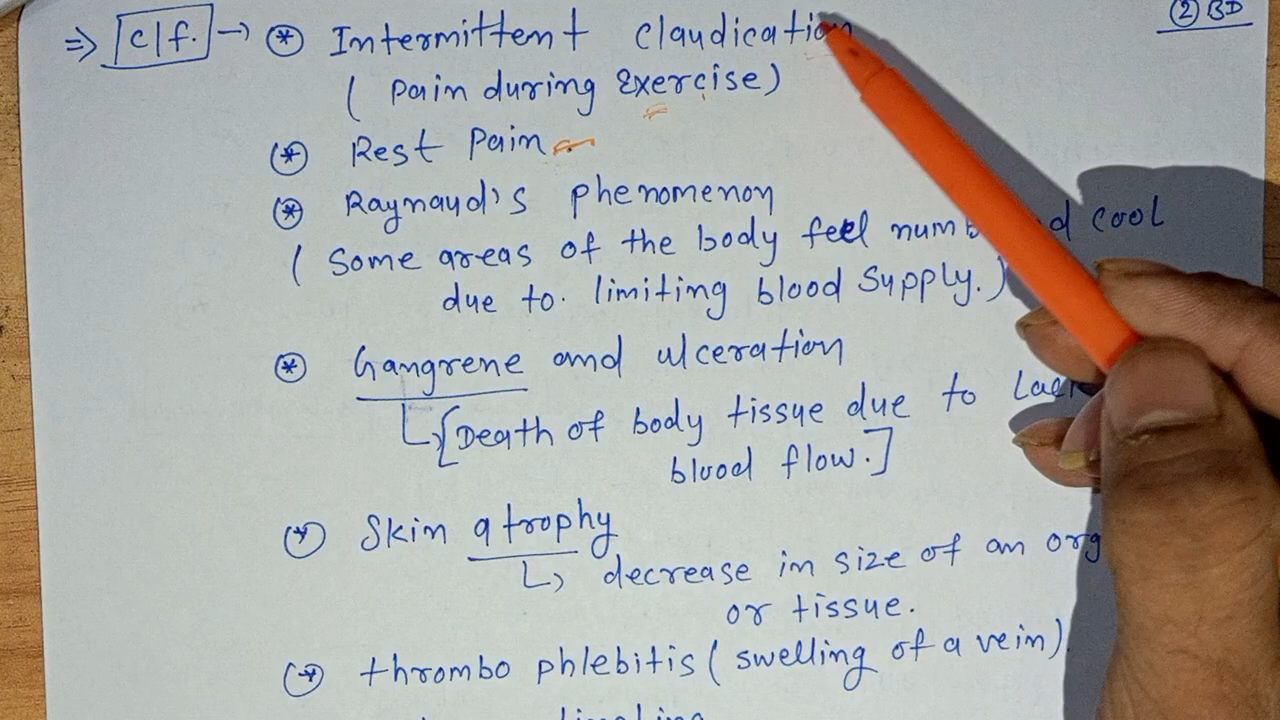 ② BD
⇒ C/F. → * Intermittent claudication
( Pain during Exercise)
* Rest Pain
* Raynaud's phenomenon
( Some areas of the body feel numb cool
due to. limiting blood supply.)
* Gangrene and ulceration
↳ [Death of body tissue due to
blood flow.]
* Skin atrophy
↳ decrease in size of an
or tissue.
* thrombo phlebitis ( swelling of a vein).